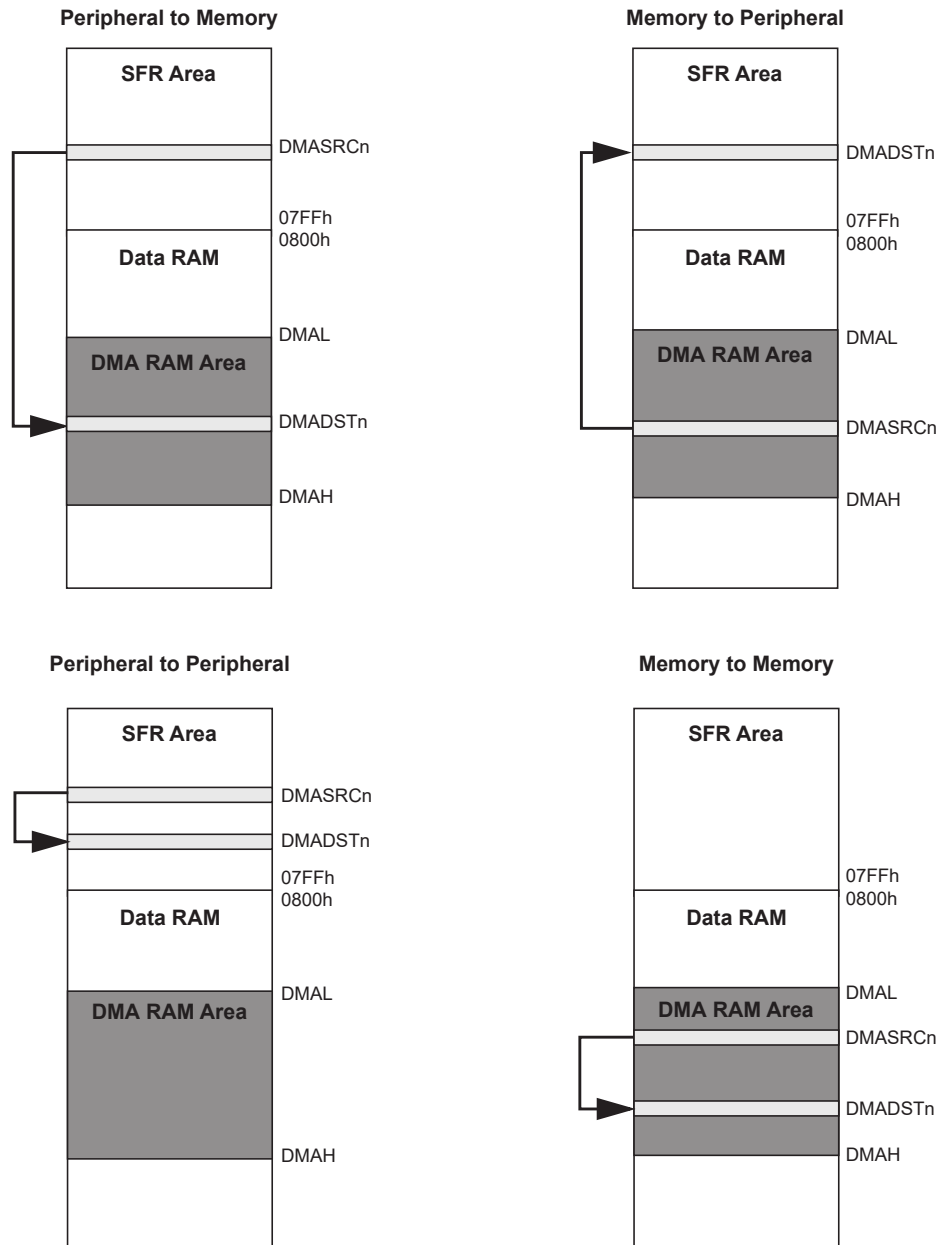 Peripheral to Memory
SFR Area
DMASRCn
07FFh
0800h
Data RAM
DMAL
DMA RAM Area
DMADSTn
DMAH
Memory to Peripheral
SFR Area
DMADSTn
07FFh
0800h
Data RAM
DMAL
DMA RAM Area
DMASRCn
DMAH
Peripheral to Peripheral
SFR Area
DMASRCn
DMADSTn
07FFh
0800h
Data RAM
DMAL
DMA RAM Area
DMAH
Memory to Memory
SFR Area
07FFh
0800h
Data RAM
DMAL
DMA RAM Area
DMASRCn
DMADSTn
DMAH